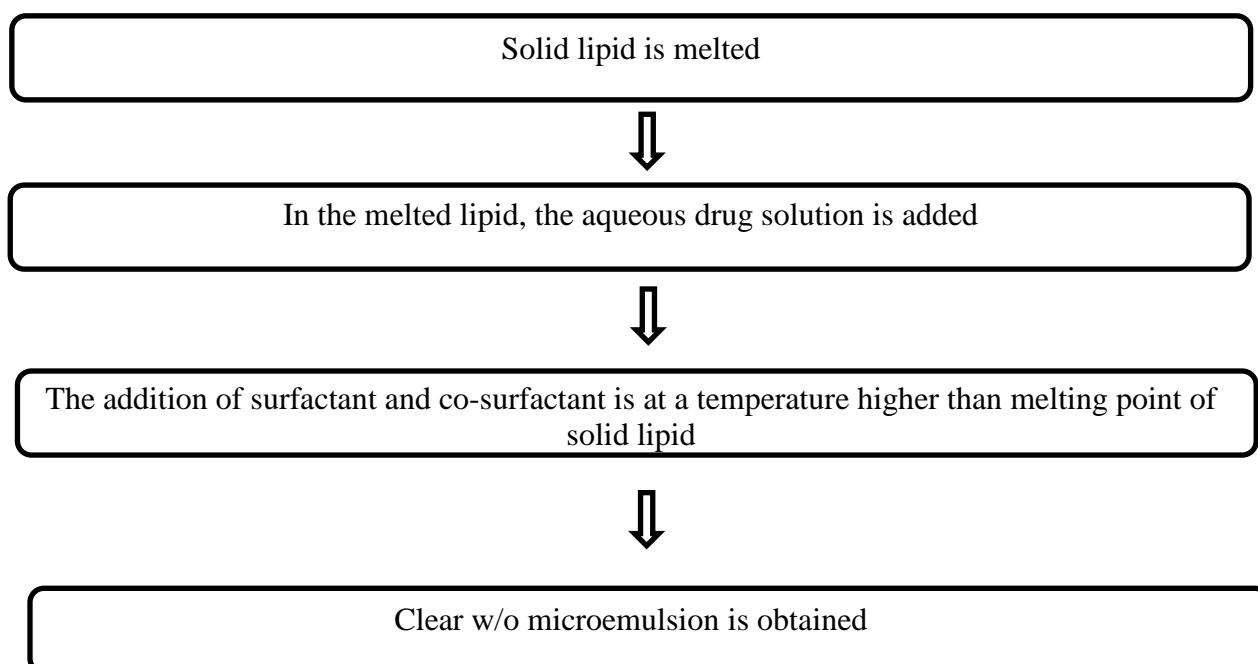 Solid lipid is melted
In the melted lipid, the aqueous drug solution is added
The addition of surfactant and co-surfactant is at a temperature higher than melting point of
solid lipid
Clear w/o microemulsion is obtained